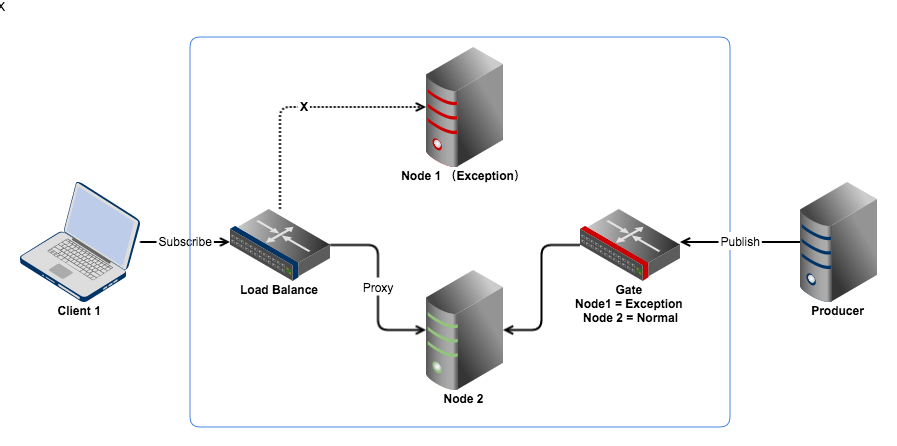 X
X
Node 1 （Exception）
Subscribe
Publish
Load Balance
Proxy
Gate
Node1 = Exception
Node 2 = Normal
Client 1
Producer
Node 2